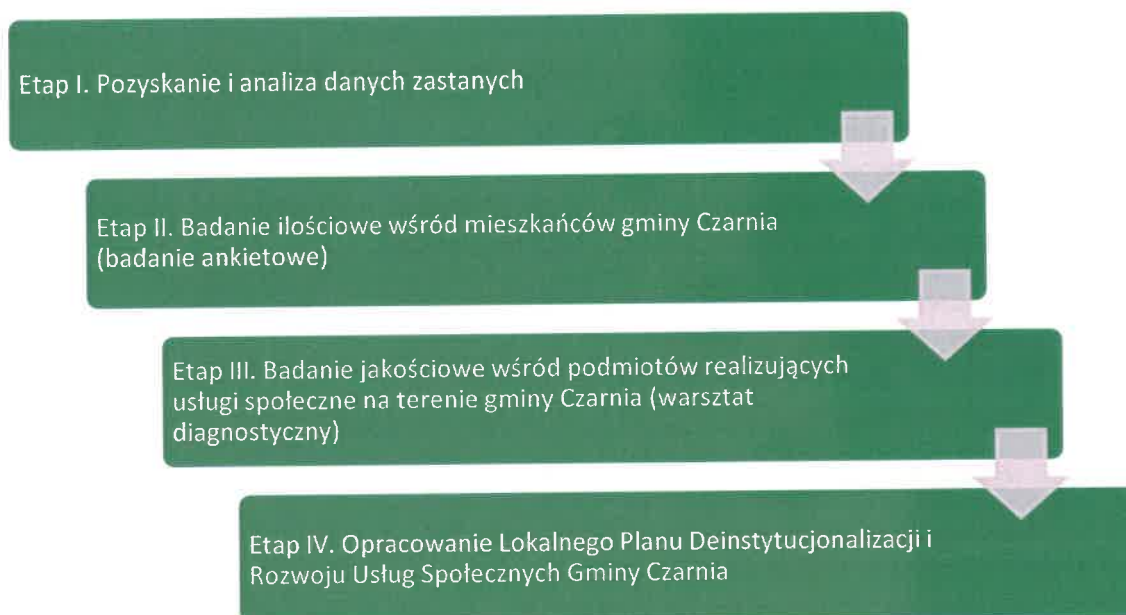 Etap I. Pozyskanie i analiza danych zastanych
Etap II. Badanie ilościowe wśród mieszkańców gminy Czarnia
(badanie ankietowe)
Etap III. Badanie jakościowe wśród podmiotów realizujących
usługi społeczne na terenie gminy Czarnia (warsztat
diagnostyczny)
Etap IV. Opracowanie Lokalnego Planu Deinstytucjonalizacji i
Rozwoju Usług Społecznych Gminy Czarnia